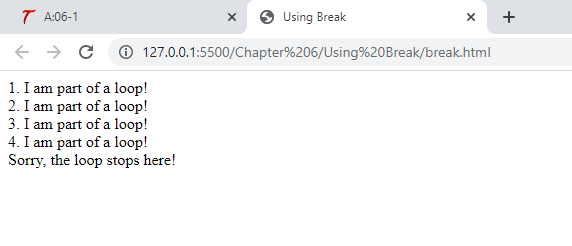 A:06-1
Using Break
127.0.0.1:5500/Chapter%206/Using%20Break/break.html
1. I am part of a loop!
2. I am part of a loop!
3. I am part of a loop!
4. I am part of a loop!
Sorry, the loop stops here!